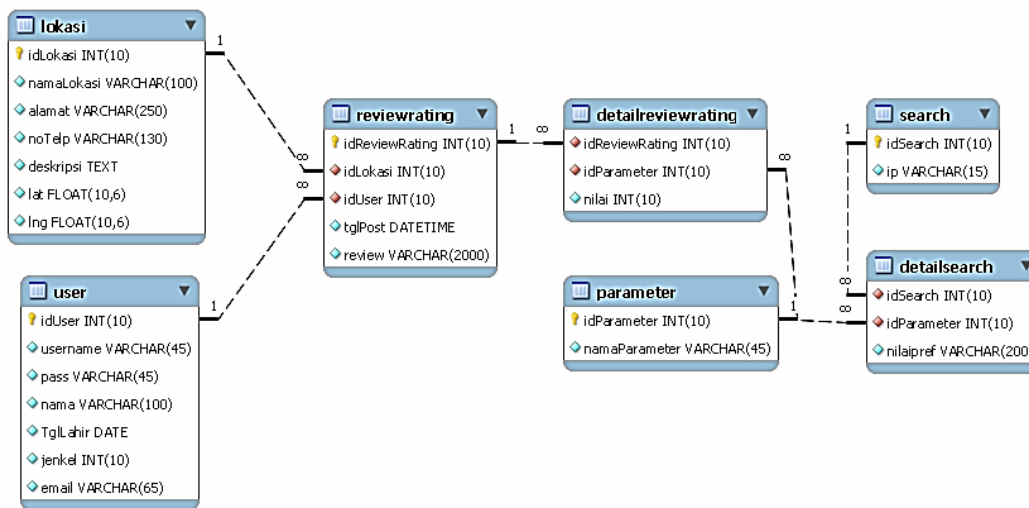 lokasi
idLokasi INT(10)
namaLokasi VARCHAR(100)
alamat VARCHAR(250)
noTelp VARCHAR(130)
deskripsi TEXT
lat FLOAT(10,6)
lng FLOAT(10,6)
1
∞
user
idUser INT(10)
username VARCHAR(45)
pass VARCHAR(45)
nama VARCHAR(100)
TglLahir DATE
jenkel INT(10)
email VARCHAR(65)
1
∞
reviewrating
idReviewRating INT(10)
idLokasi INT(10)
idUser INT(10)
tglPost DATETIME
review VARCHAR(2000)
1
∞
detailreviewrating
idReviewRating INT(10)
idParameter INT(10)
nilai INT(10)
∞
parameter
idParameter INT(10)
namaParameter VARCHAR(45)
1
search
idSearch INT(10)
ip VARCHAR(15)
1
∞
∞
detailsearch
idSearch INT(10)
idParameter INT(10)
nilaipref VARCHAR(200